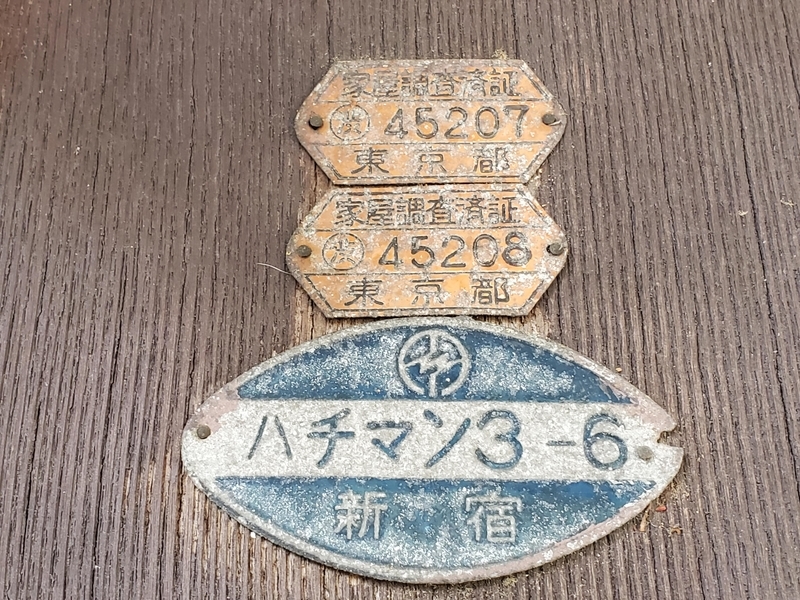 家屋調査済証
45207
東京都
家屋調査済証
45208
東京都
ハチマン3-6
新宿